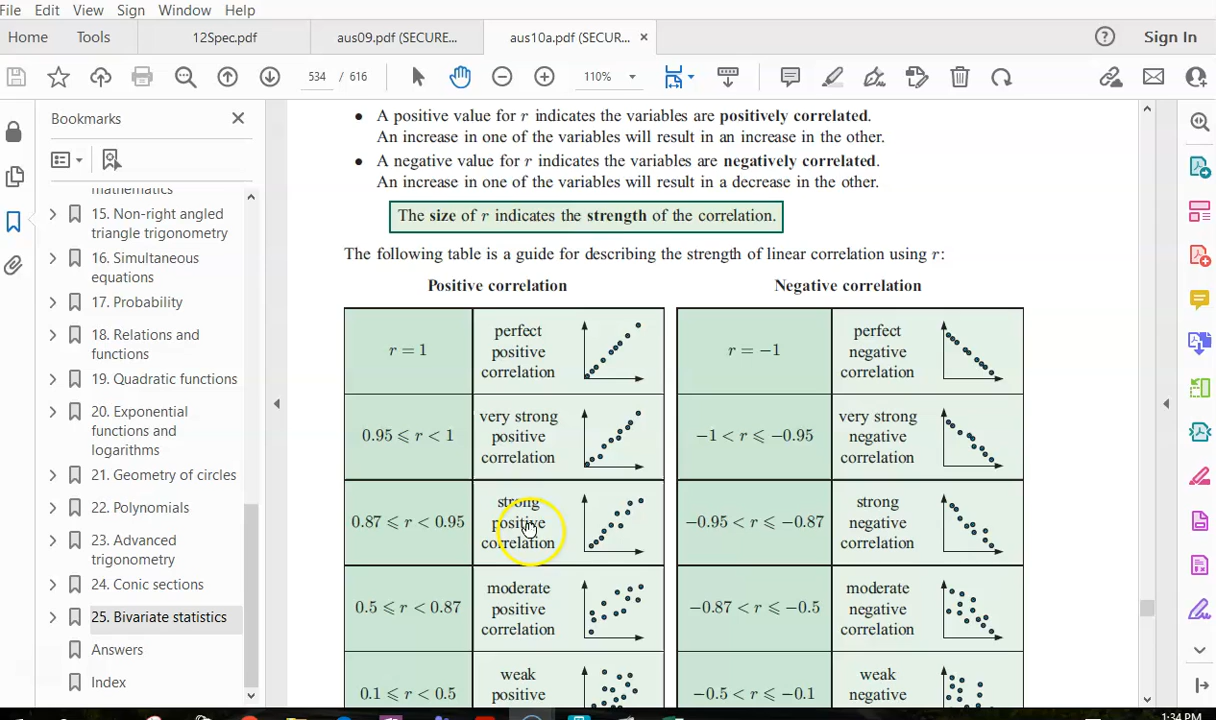 File Edit View Sign Window Help
Home Tools 12Spec.pdf aus09.pdf (SECURE... aus10a.pdf (SECUR... × Sign In
534 / 616 110%
Bookmarks
mathematics
15. Non-right angled
triangle trigonometry
16. Simultaneous
equations
17. Probability
18. Relations and
functions
19. Quadratic functions
20. Exponential
functions and
logarithms
21. Geometry of circles
22. Polynomials
23. Advanced
trigonometry
24. Conic sections
25. Bivariate statistics
Answers
Index
• A positive value for r indicates the variables are positively correlated.
An increase in one of the variables will result in an increase in the other.
• A negative value for r indicates the variables are negatively correlated.
An increase in one of the variables will result in a decrease in the other.
The size of r indicates the strength of the correlation.
The following table is a guide for describing the strength of linear correlation using r:
Positive correlation Negative correlation
r = 1
perfect
positive
correlation
r = −1
perfect
negative
correlation
0.95 ⩽ r < 1
very strong
positive
correlation
−1 < r ⩽ −0.95
very strong
negative
correlation
0.87 ⩽ r < 0.95
strong
positive
correlation
−0.95 < r ⩽ −0.87
strong
negative
correlation
0.5 ⩽ r < 0.87
moderate
positive
correlation
−0.87 < r ⩽ −0.5
moderate
negative
correlation
0.1 ⩽ r < 0.5
weak
positive
−0.5 < r ⩽ −0.1
weak
negative
1:34 PM